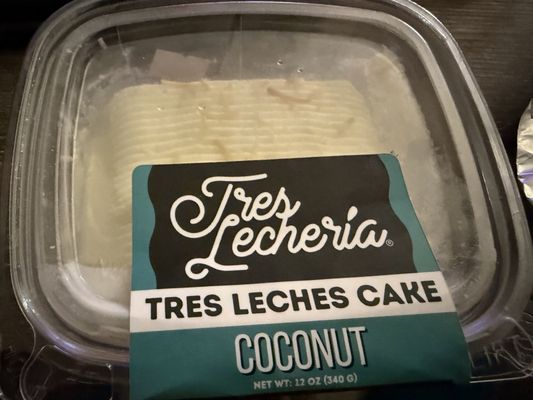 Tres
Lechería®
TRES LECHES CAKE
COCONUT
NET WT: 12 OZ (340 G)